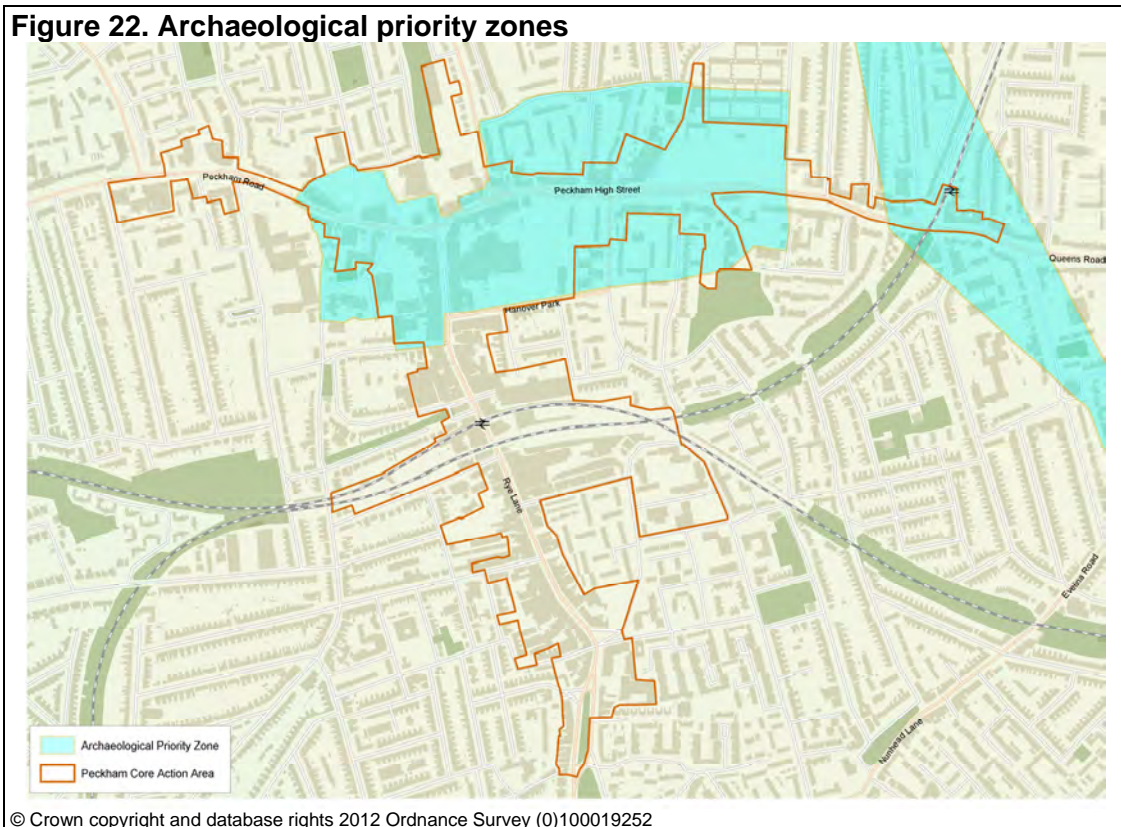 Figure 22. Archaeological priority zones
Peckham Road
Peckham High Street
Queens Road
Hanover Park
Rye Lane
Evelina Road
Nunhead Lane
Archaeological Priority Zone
Peckham Core Action Area
© Crown copyright and database rights 2012 Ordnance Survey (0)100019252